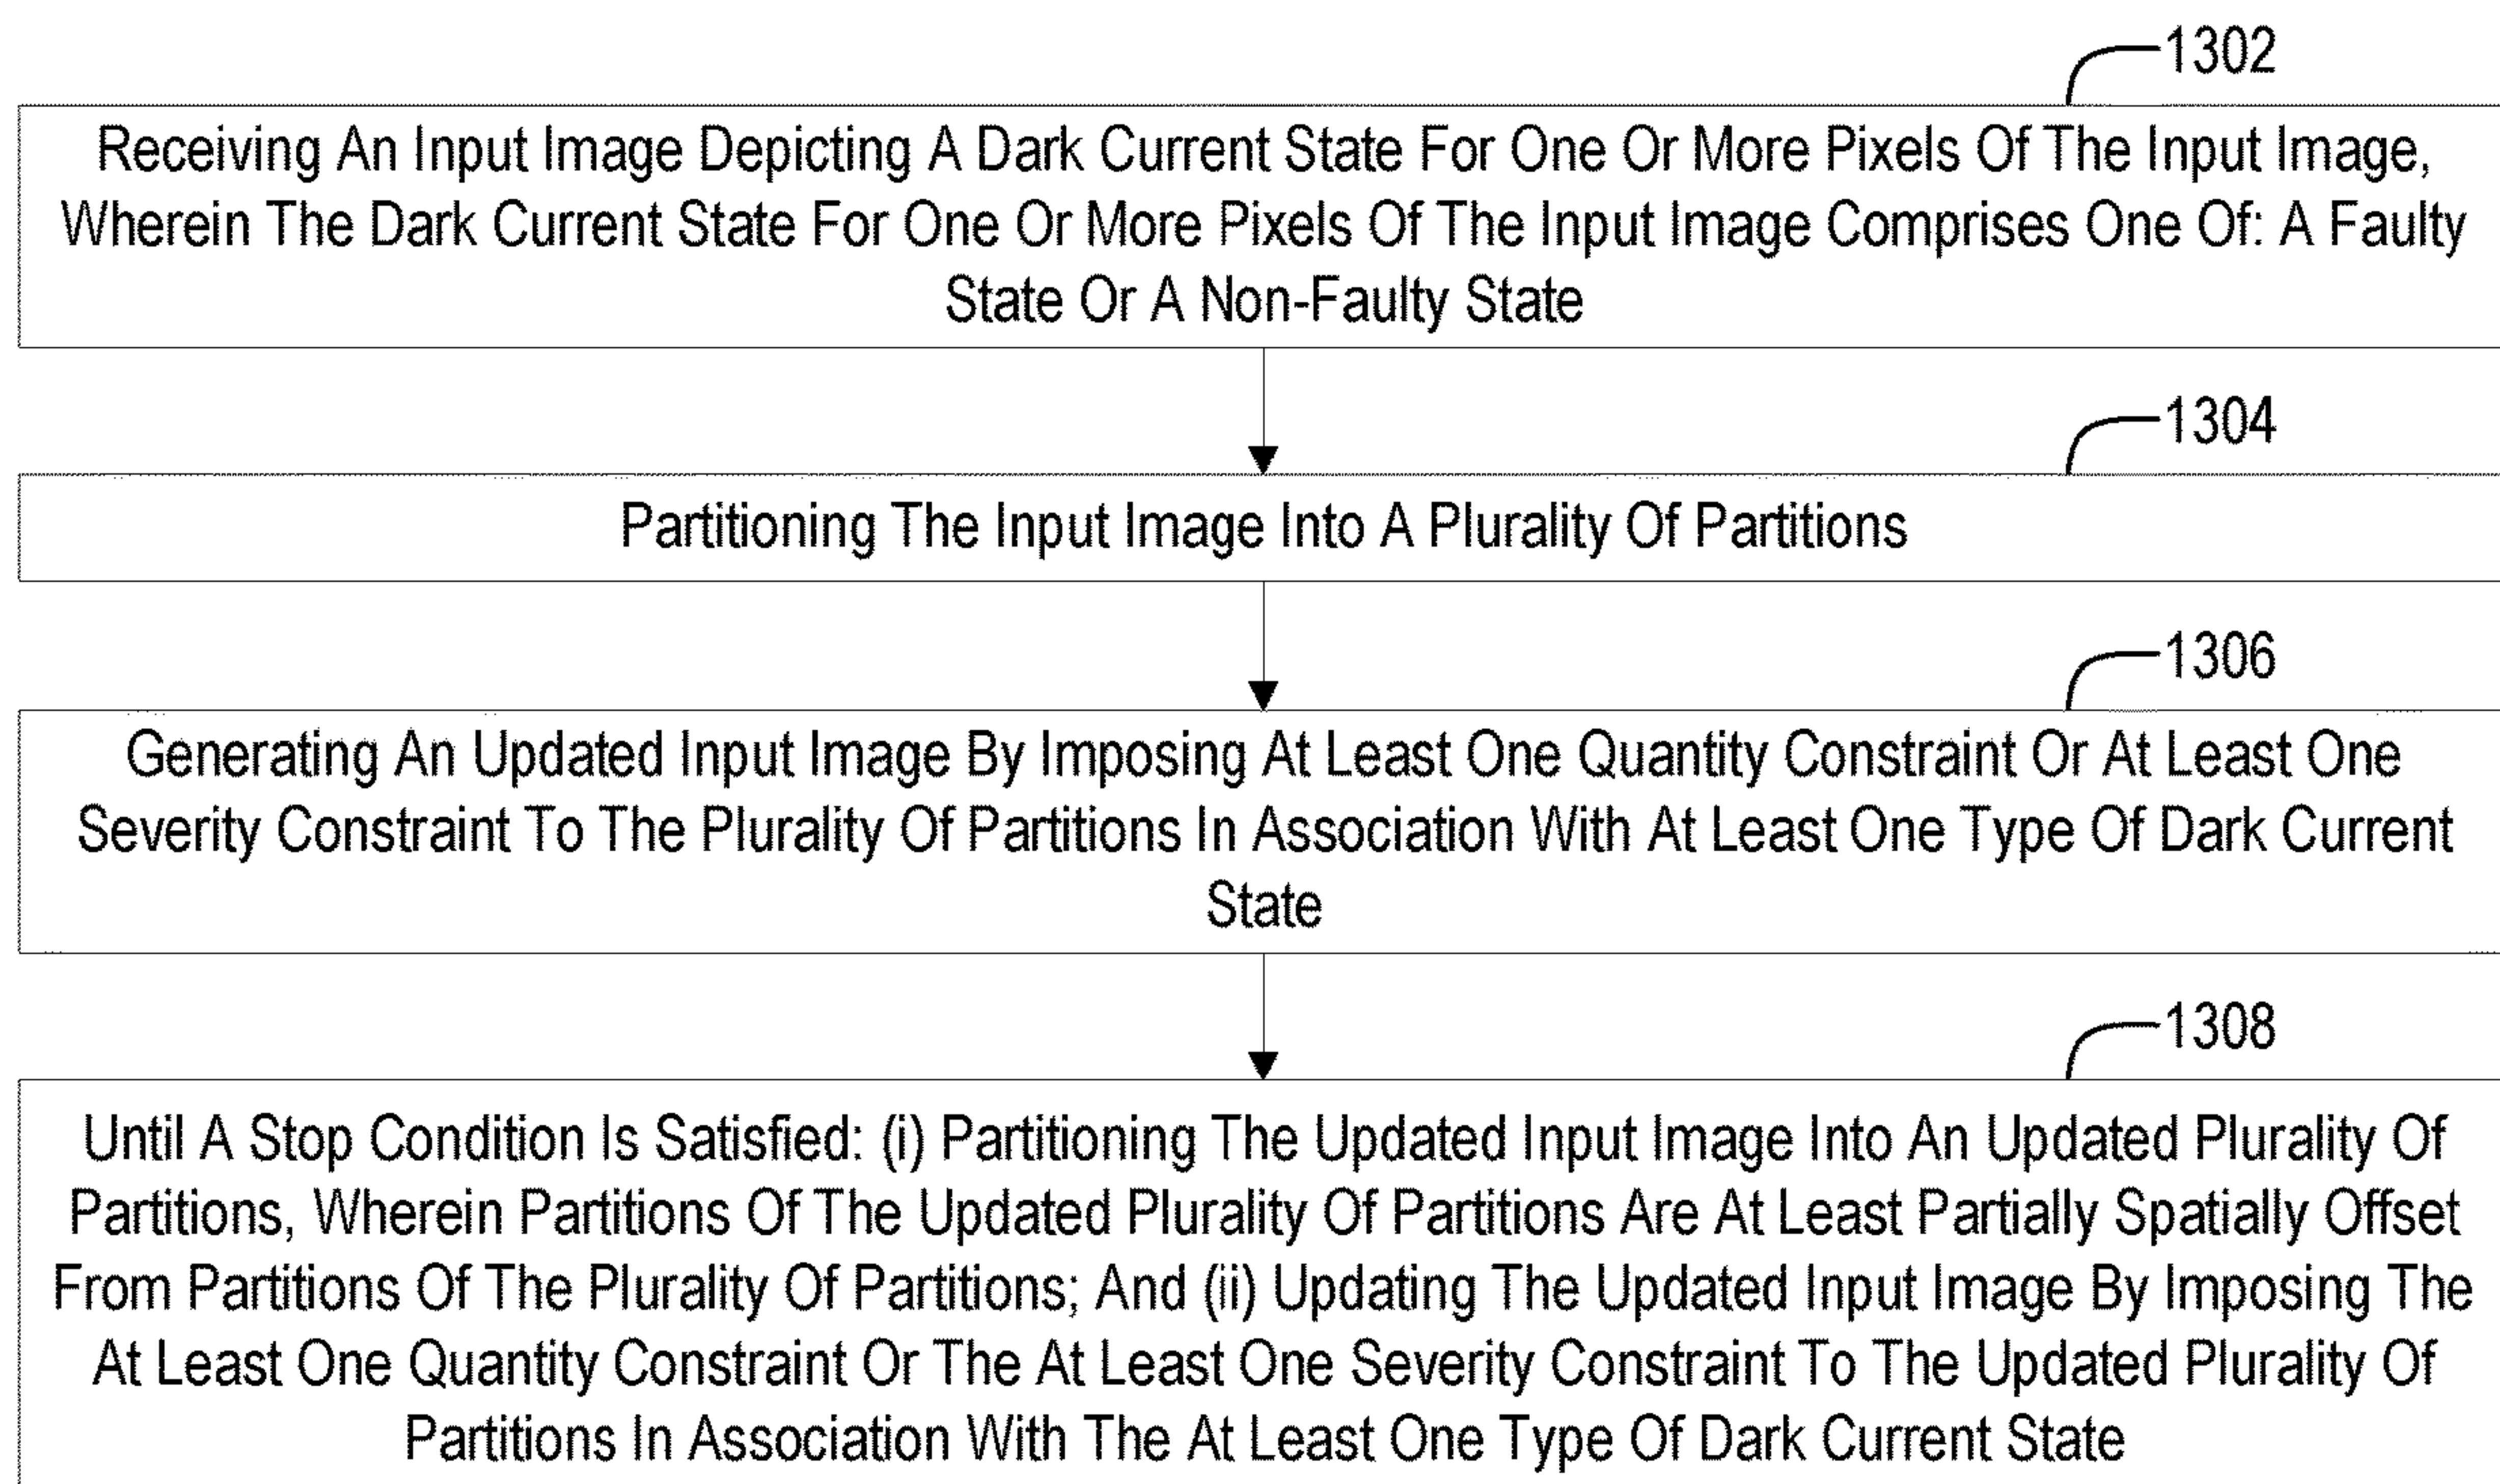 1302
Receiving An Input Image Depicting A Dark Current State For One Or More Pixels Of The Input Image,
Wherein The Dark Current State For One Or More Pixels Of The Input Image Comprises One Of: A Faulty
State Or A Non-Faulty State
1304
Partitioning The Input Image Into A Plurality Of Partitions
1306
Generating An Updated Input Image By Imposing At Least One Quantity Constraint Or At Least One
Severity Constraint To The Plurality Of Partitions In Association With At Least One Type Of Dark Current
State
1308
Until A Stop Condition Is Satisfied: (i) Partitioning The Updated Input Image Into An Updated Plurality Of
Partitions, Wherein Partitions Of The Updated Plurality Of Partitions Are At Least Partially Spatially Offset
From Partitions Of The Plurality Of Partitions; And (ii) Updating The Updated Input Image By Imposing The
At Least One Quantity Constraint Or The At Least One Severity Constraint To The Updated Plurality Of
Partitions In Association With The At Least One Type Of Dark Current State